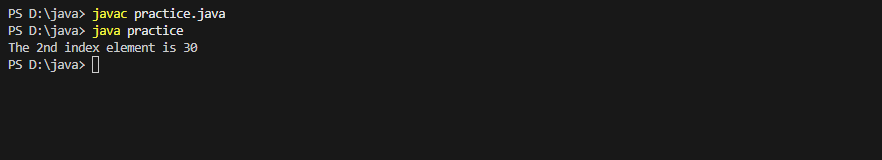 PS D:\java> javac practice.java
PS D:\java> java practice
The 2nd index element is 30
PS D:\java>